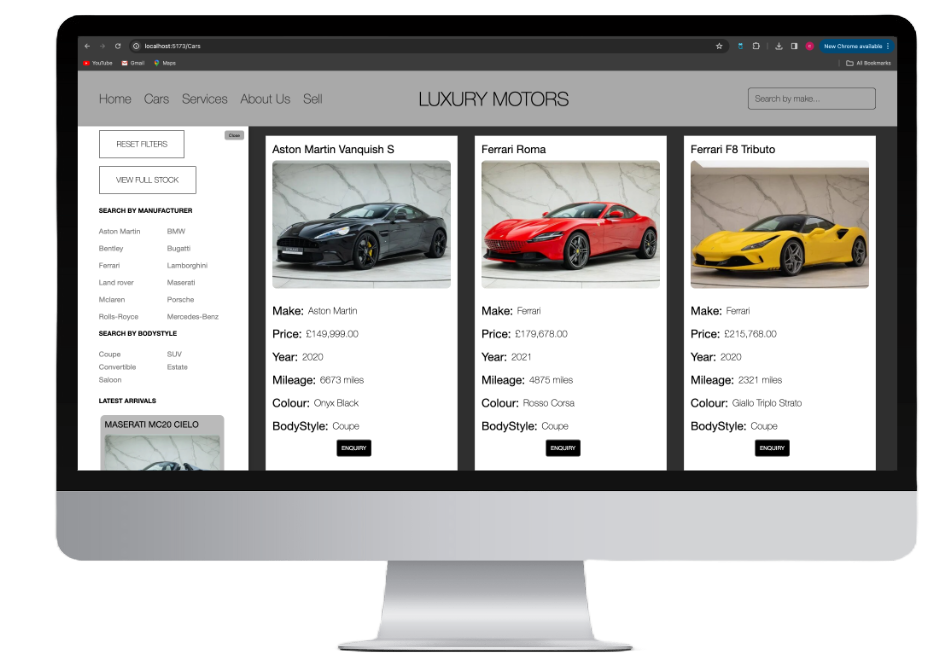 localhost:5173/Cars
New Chrome available
YouTube Gmail Maps
All Bookmarks
Home Cars Services About Us Sell
LUXURY MOTORS
Search by make...
RESET FILTERS
Close
VIEW FULL STOCK
SEARCH BY MANUFACTURER
Aston Martin BMW
Bentley Bugatti
Ferrari Lamborghini
Land rover Maserati
Mclaren Porsche
Rolls-Royce Mercedes-Benz
SEARCH BY BODYSTYLE
Coupe SUV
Convertible Estate
Saloon
LATEST ARRIVALS
MASERATI MC20 CIELO
Aston Martin Vanquish S
Make: Aston Martin
Price: £149,999.00
Year: 2020
Mileage: 6673 miles
Colour: Onyx Black
BodyStyle: Coupe
ENQUIRY
Ferrari Roma
Make: Ferrari
Price: £179,678.00
Year: 2021
Mileage: 4875 miles
Colour: Rosso Corsa
BodyStyle: Coupe
ENQUIRY
Ferrari F8 Tributo
Make: Ferrari
Price: £215,768.00
Year: 2020
Mileage: 2321 miles
Colour: Giallo Triplo Strato
BodyStyle: Coupe
ENQUIRY